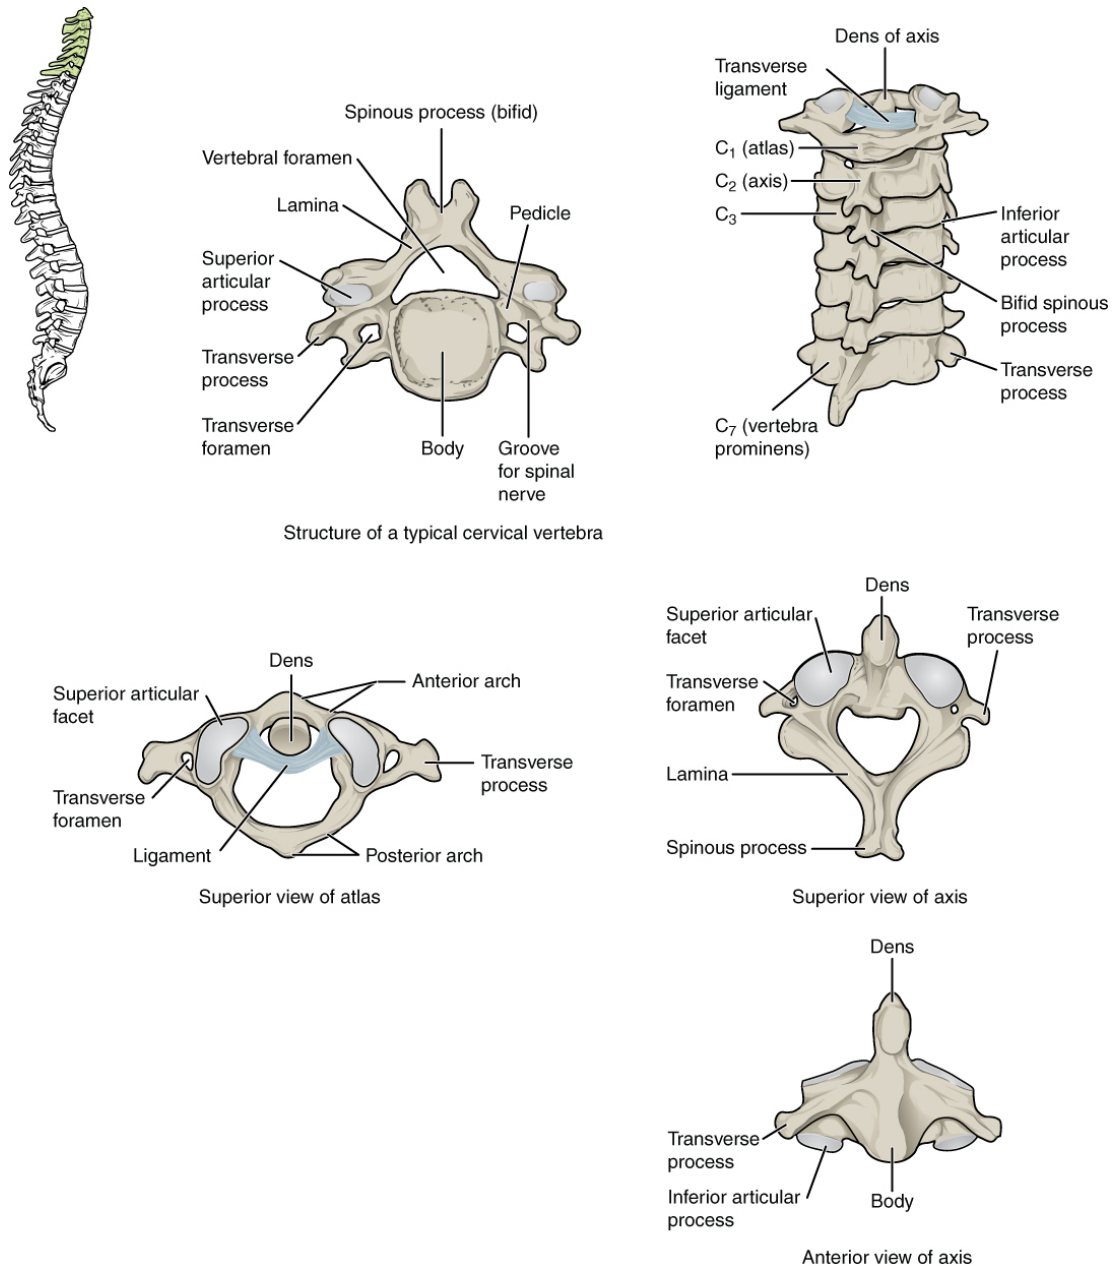 Spinous process (bifid)
Vertebral foramen
Lamina
Pedicle
Superior
articular
process
Transverse
process
Transverse
foramen
Body
Groove
for spinal
nerve
Structure of a typical cervical vertebra
Dens of axis
Transverse
ligament
C₁ (atlas)
C₂ (axis)
C₃
Inferior
articular
process
Bifid spinous
process
Transverse
process
C₇ (vertebra
prominens)
Dens
Anterior arch
Superior articular
facet
Transverse
process
Transverse
foramen
Ligament
Posterior arch
Superior view of atlas
Dens
Superior articular
facet
Transverse
process
Transverse
foramen
Lamina
Spinous process
Superior view of axis
Dens
Transverse
process
Inferior articular
process
Body
Anterior view of axis